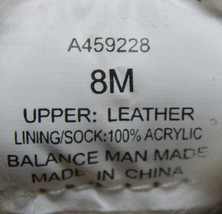 A459228
8M
UPPER: LEATHER
LINING/SOCK:100% ACRYLIC
BALANCE MAN MADE
MADE IN CHINA